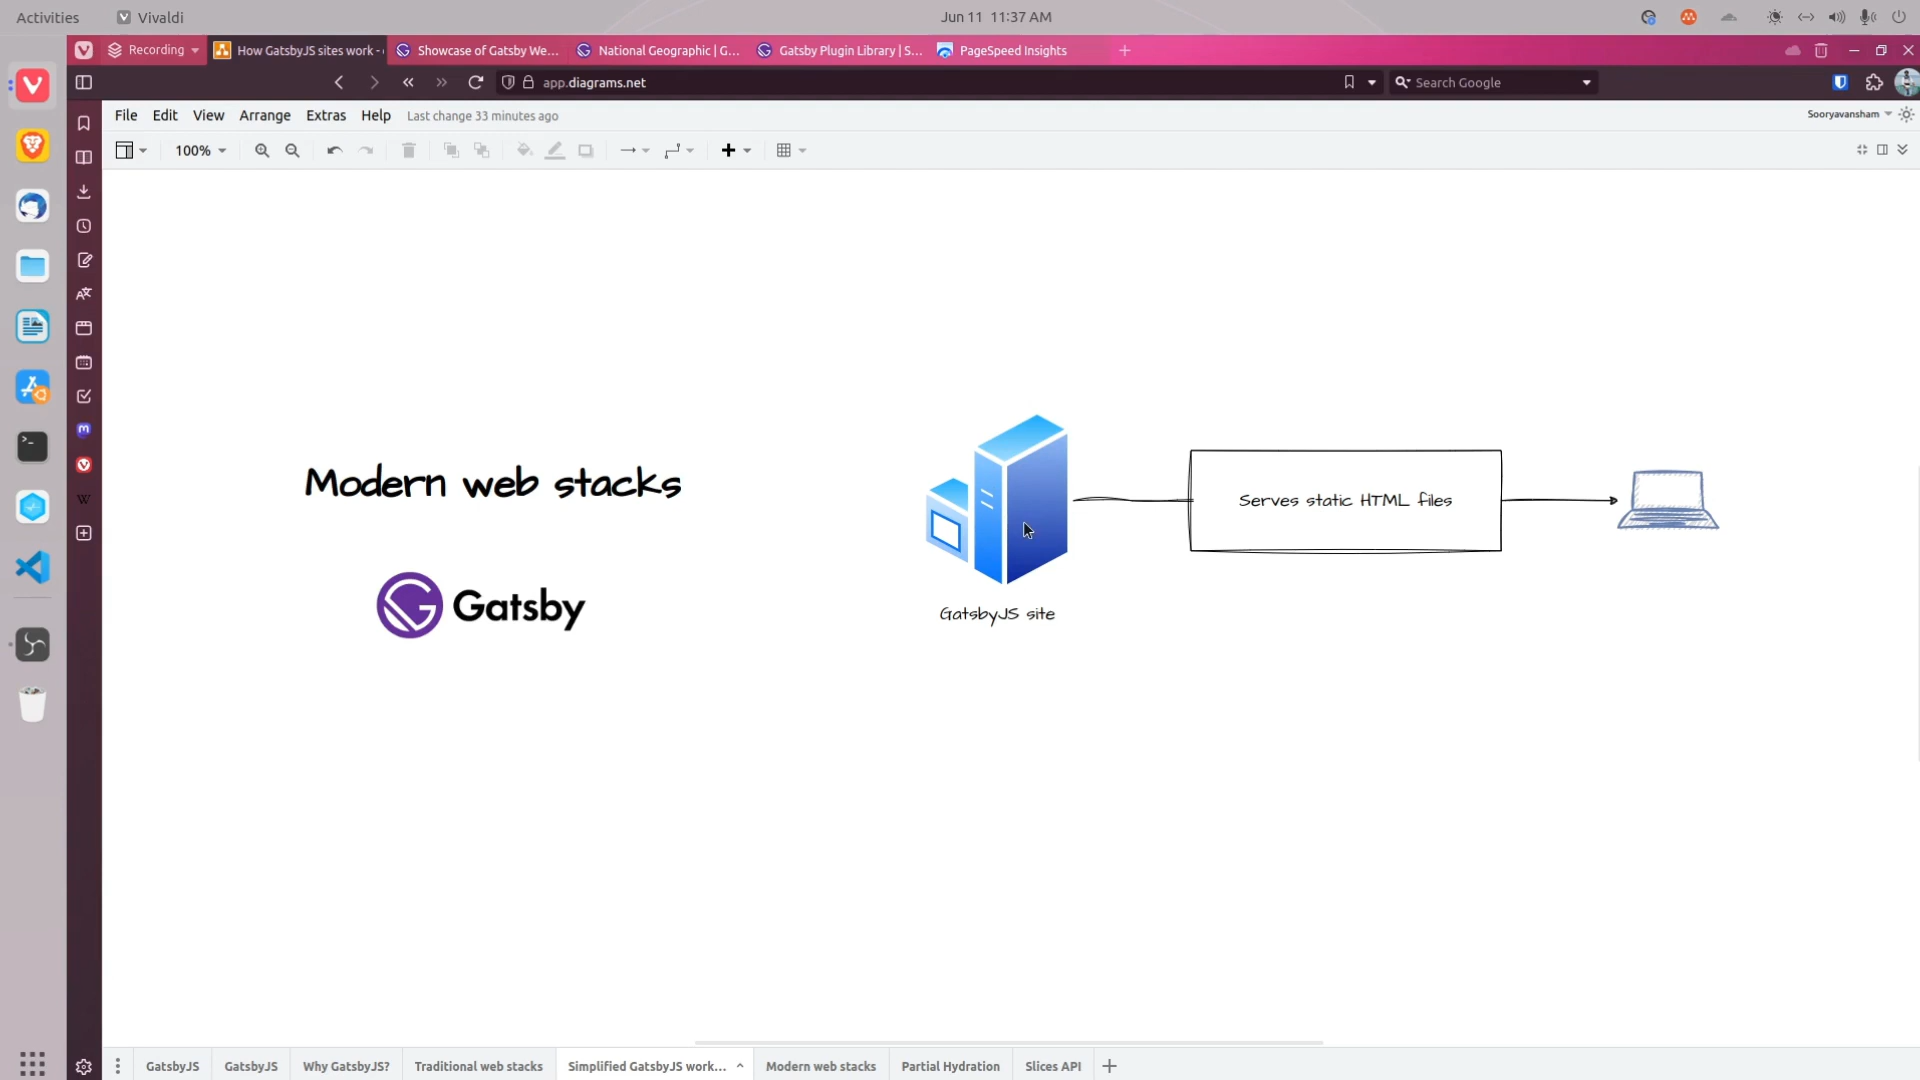 Activities
Vivaldi
Jun 11 11:37 AM
Recording
How GatsbyJS sites work -
Showcase of Gatsby We...
National Geographic | G...
Gatsby Plugin Library | S...
PageSpeed Insights
app.diagrams.net
Search Google
File Edit View Arrange Extras Help Last change 33 minutes ago
Sooryavansham
100%
Modern web stacks
Gatsby
Serves static HTML files
GatsbyJS site
GatsbyJS
GatsbyJS
Why GatsbyJS?
Traditional web stacks
Simplified GatsbyJS work...
Modern web stacks
Partial Hydration
Slices API